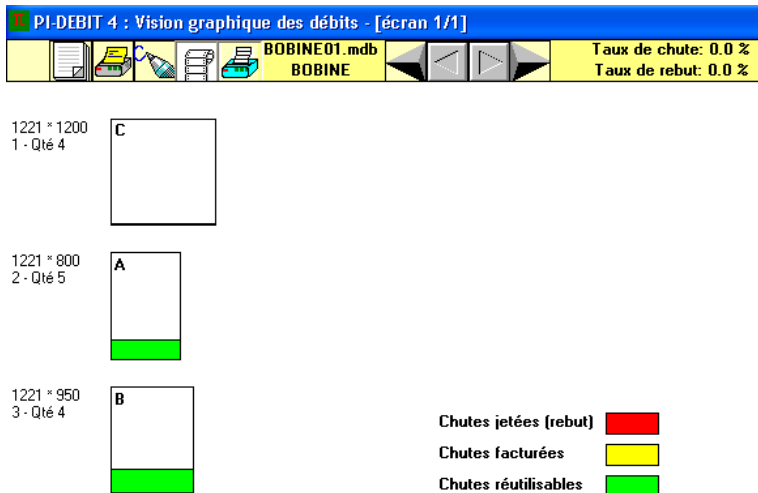 PI-DEBIT 4 : Vision graphique des débits - [écran 1/1]
BOBINE01.mdb
BOBINE
Taux de chute: 0.0 %
Taux de rebut: 0.0 %
1221 * 1200
1 - Qté 4
C
1221 * 800
2 - Qté 5
A
1221 * 950
3 - Qté 4
B
Chutes jetées (rebut)
Chutes facturées
Chutes réutilisables